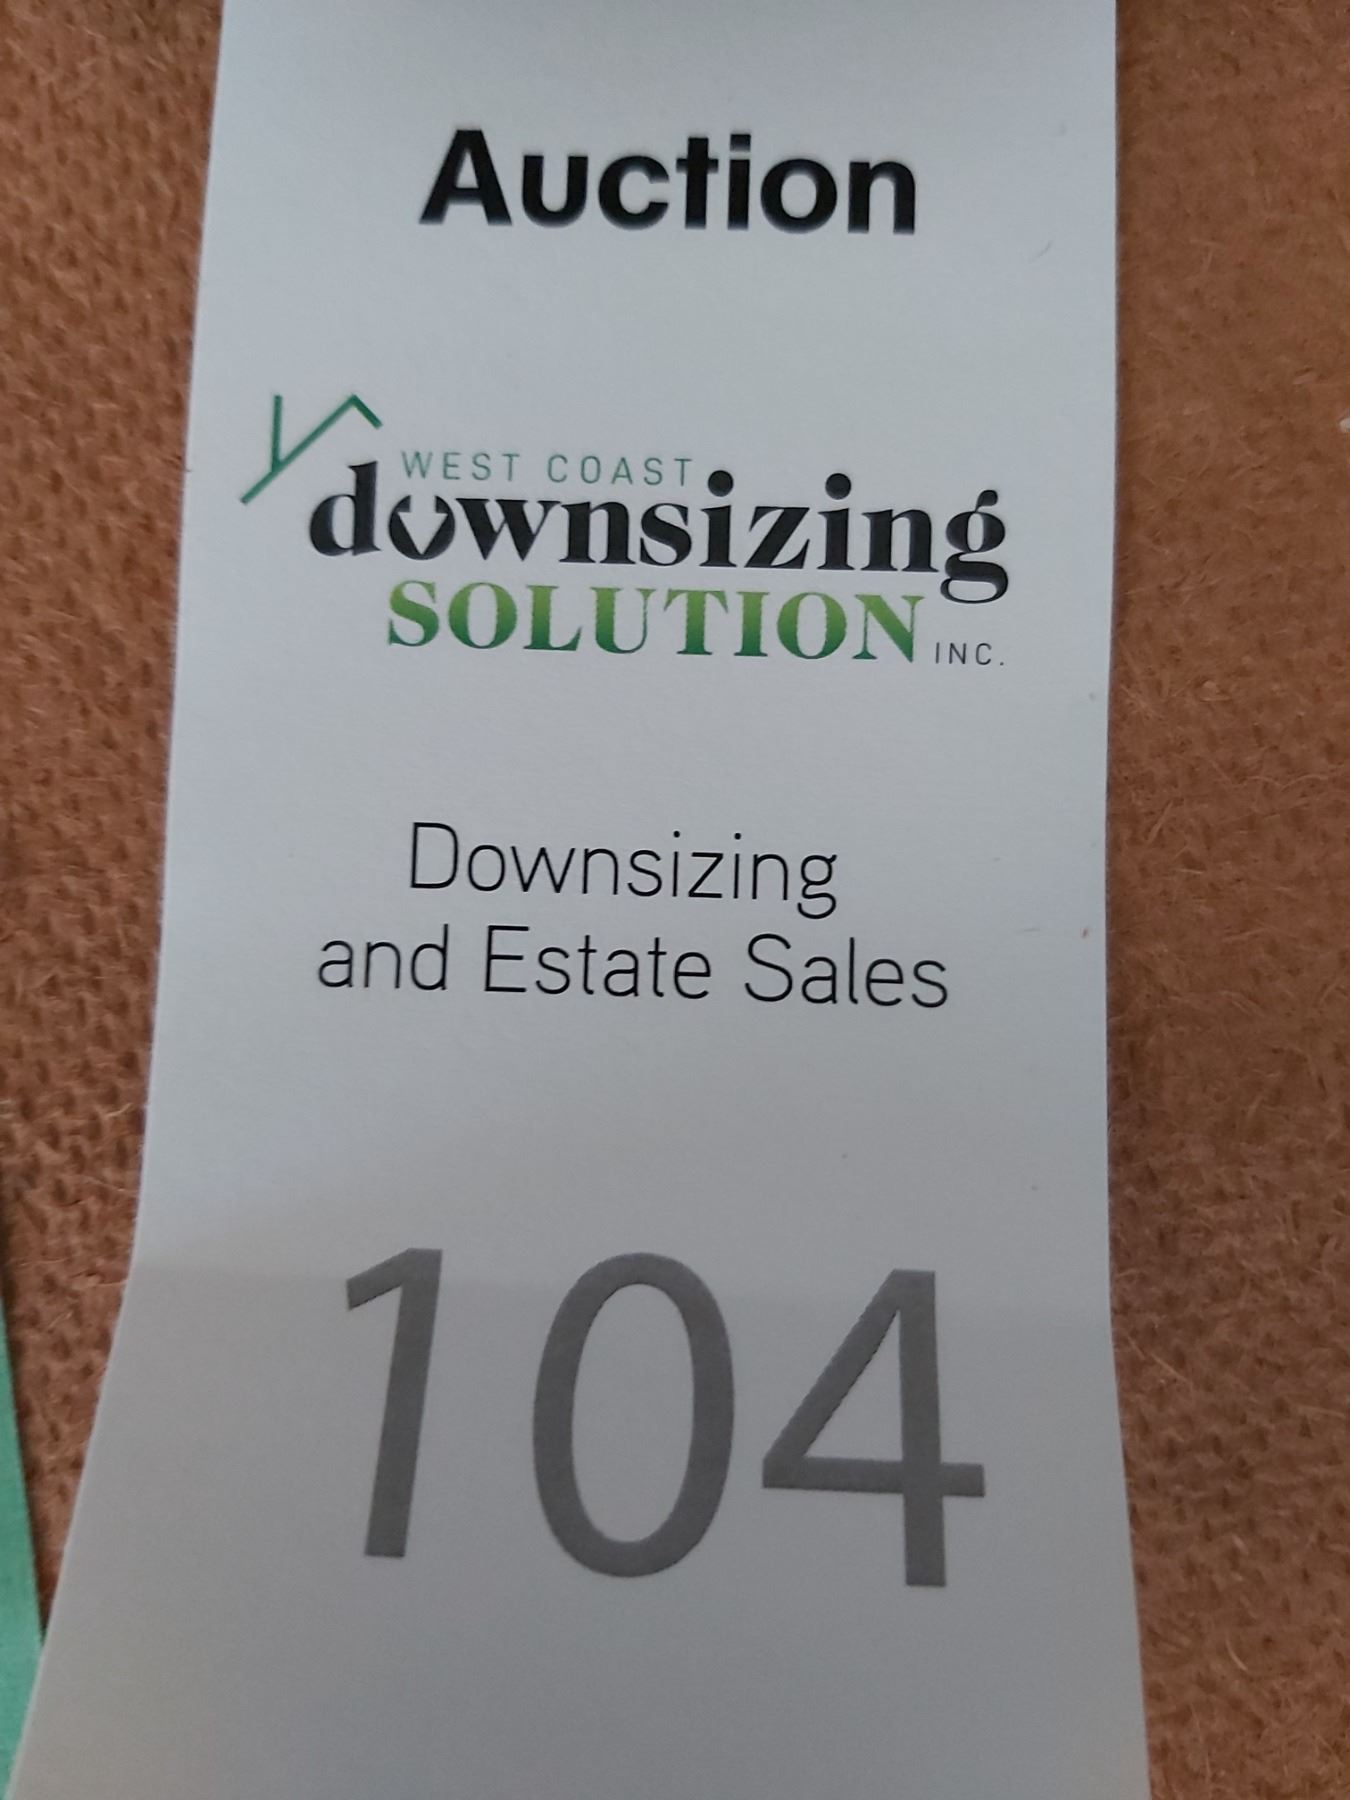 Auction
WEST COAST
downsizing
SOLUTION INC.
Downsizing
and Estate Sales
104